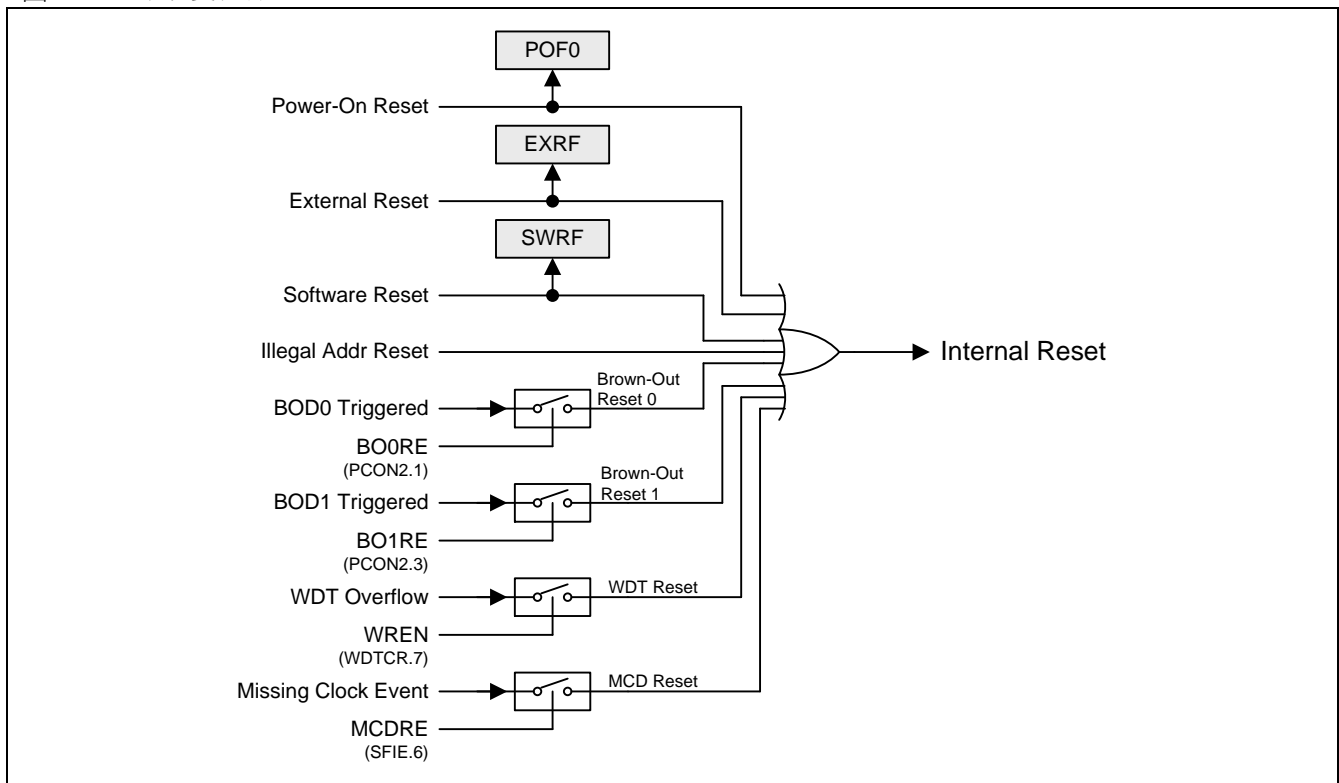 POF0
Power-On Reset
EXRF
External Reset
SWRF
Software Reset
Illegal Addr Reset
Internal Reset
Brown-Out
Reset 0
BOD0 Triggered
BO0RE
(PCON2.1)
Brown-Out
Reset 1
BOD1 Triggered
BO1RE
(PCON2.3)
WDT Overflow
WDT Reset
WREN
(WDTCR.7)
Missing Clock Event
MCD Reset
MCDRE
(SFIE.6)